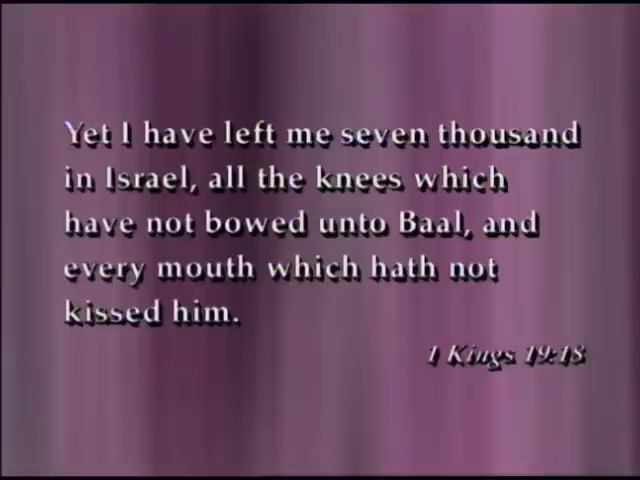 Yet I have left me seven thousand
in Israel, all the knees which
have not bowed unto Baal, and
every mouth which hath not
kissed him.
1 Kings 19:18